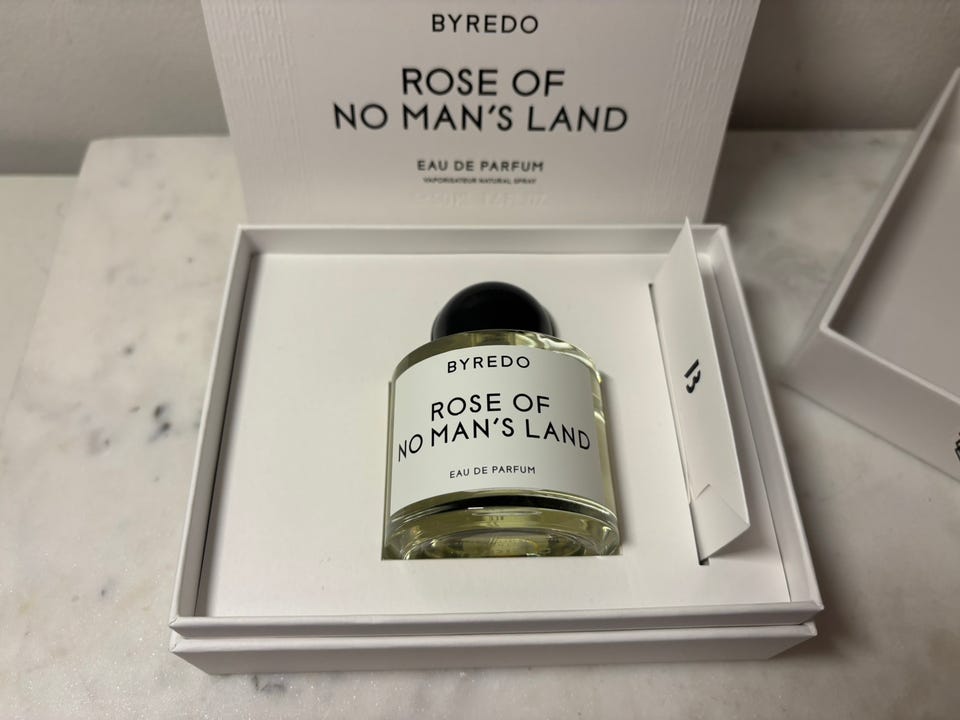 BYREDO
ROSE OF
NO MAN'S LAND
EAU DE PARFUM
VAPORISATEUR NATURAL SPRAY
BYREDO
ROSE OF
NO MAN'S LAND
EAU DE PARFUM